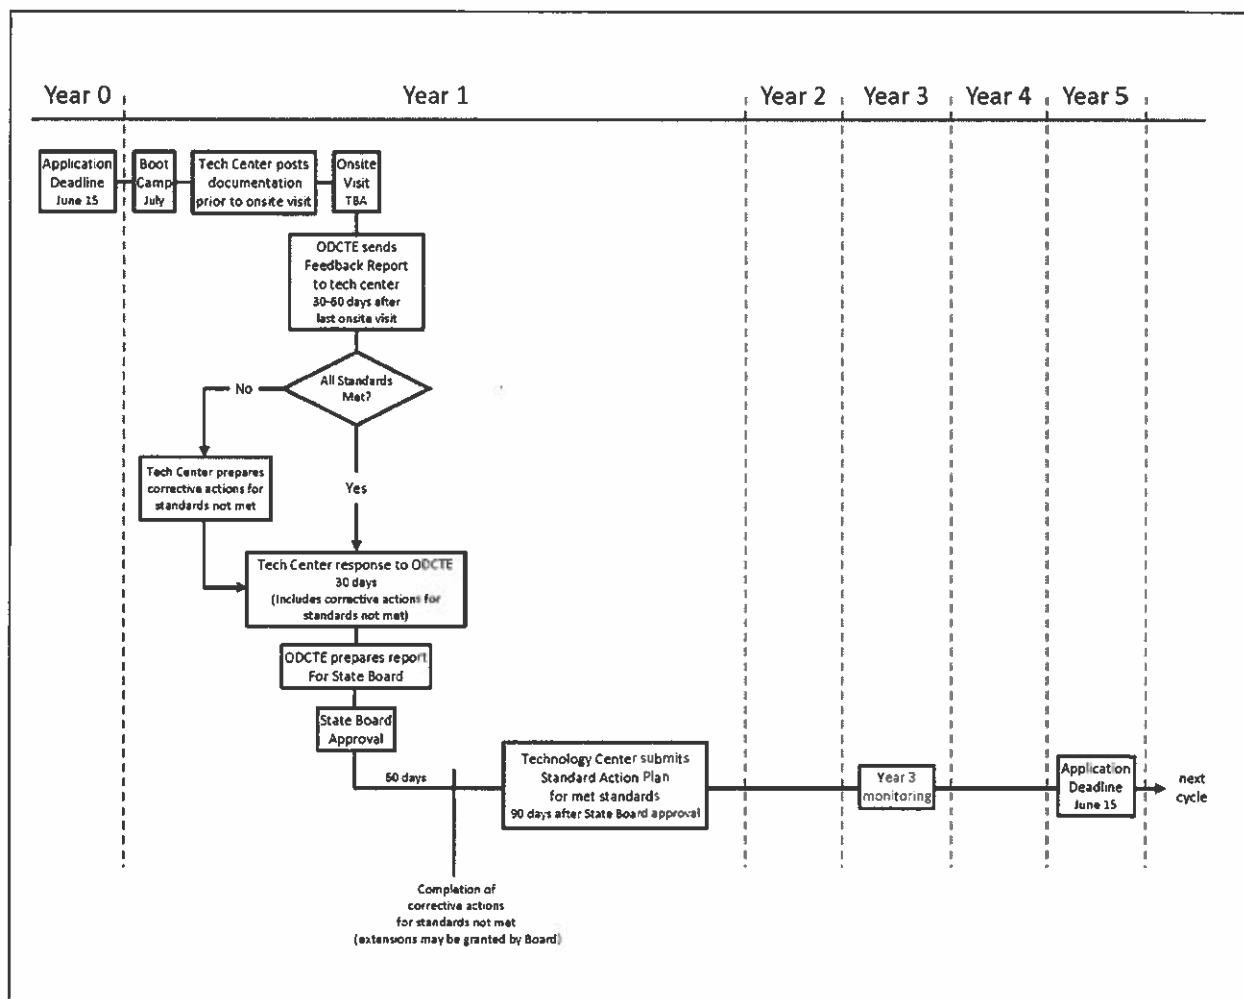 Year 0
Year 1
Year 2
Year 3
Year 4
Year 5
Application
Deadline
June 15
Boot
Camp
July
Tech Center posts
documentation
prior to onsite visit
Onsite
Visit
TBA
ODCTE sends
Feedback Report
to tech center
30-60 days after
last onsite visit
All Standards
Met?
No
Yes
Tech Center prepares
corrective actions for
standards not met
Tech Center response to ODCTE
30 days
(Includes corrective actions for
standards not met)
ODCTE prepares report
For State Board
State Board
Approval
60 days
Completion of
corrective actions
for standards not met
(extensions may be granted by Board)
Technology Center submits
Standard Action Plan
for met standards
90 days after State Board approval
Year 3
monitoring
Application
Deadline
June 15
next
cycle